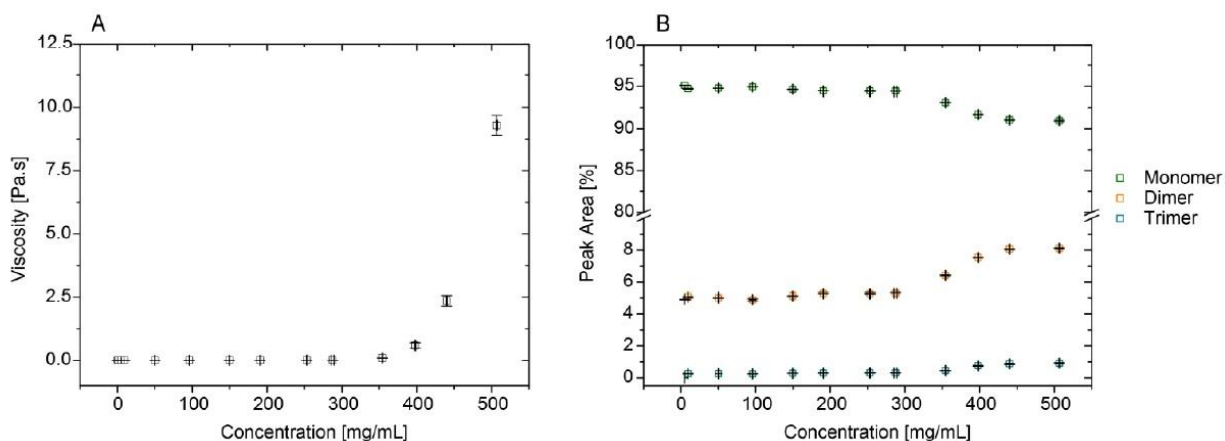 A
12.5
10.0
7.5
5.0
2.5
0.0
Viscosity [Pa.s]
0 100 200 300 400 500
Concentration [mg/mL]
B
100
95
90
85
80
8
6
4
2
0
Peak Area [%]
0 100 200 300 400 500
Concentration [mg/mL]
Monomer
Dimer
Trimer